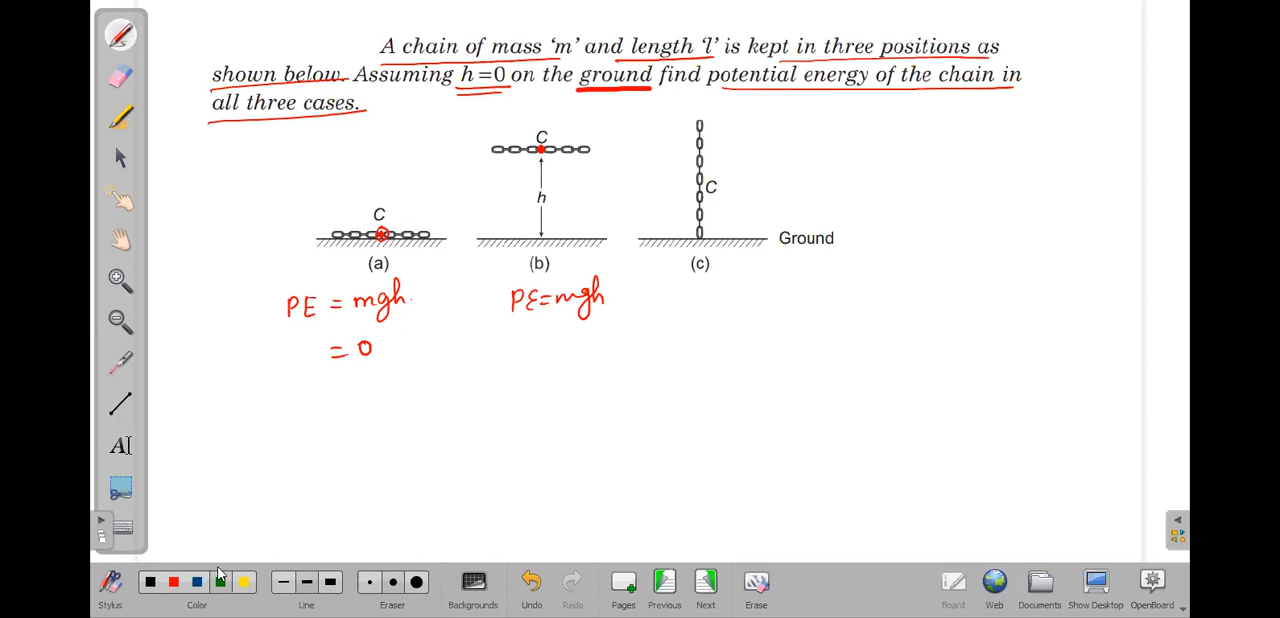 A chain of mass ‘m’ and length ‘l’ is kept in three positions as
shown below. Assuming h=0 on the ground find potential energy of the chain in
all three cases.
C
C
h
C
Ground
(a)
(b)
(c)
PE = mgh
= 0
PE=mgh
A
Stylus
Color
Line
Eraser
Backgrounds
Undo
Redo
Pages
Previous
Next
Erase
Board
Web
Documents
Show Desktop
OpenBoard